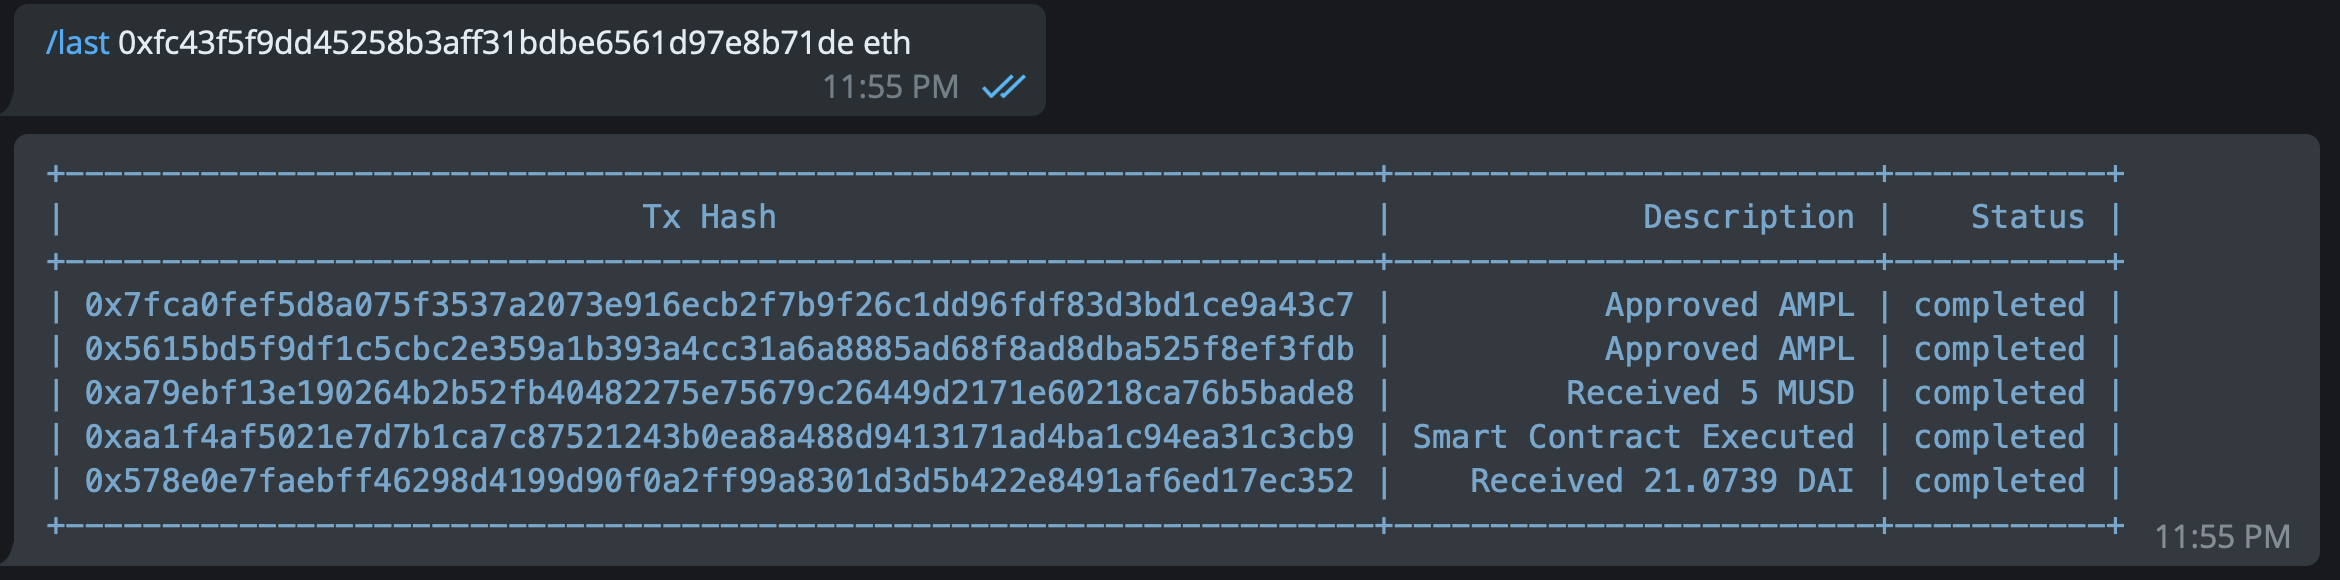 /last 0xfc43f5f9dd45258b3aff31bdbe6561d97e8b71de eth
11:55 PM
Tx Hash | Description | Status
0x7fca0fef5d8a075f3537a2073e916ecb2f7b9f26c1dd96fdf83d3bd1ce9a43c7 | Approved AMPL | completed
0x5615bd5f9df1c5cbc2e359a1b393a4cc31a6a8885ad68f8ad8dba525f8ef3fdb | Approved AMPL | completed
0xa79ebf13e190264b2b52fb40482275e75679c26449d2171e60218ca76b5bade8 | Received 5 MUSD | completed
0xaa1f4af5021e7d7b1ca7c87521243b0ea8a488d9413171ad4ba1c94ea31c3cb9 | Smart Contract Executed | completed
0x578e0e7faebff46298d4199d90f0a2ff99a8301d3d5b422e8491af6ed17ec352 | Received 21.0739 DAI | completed
11:55 PM